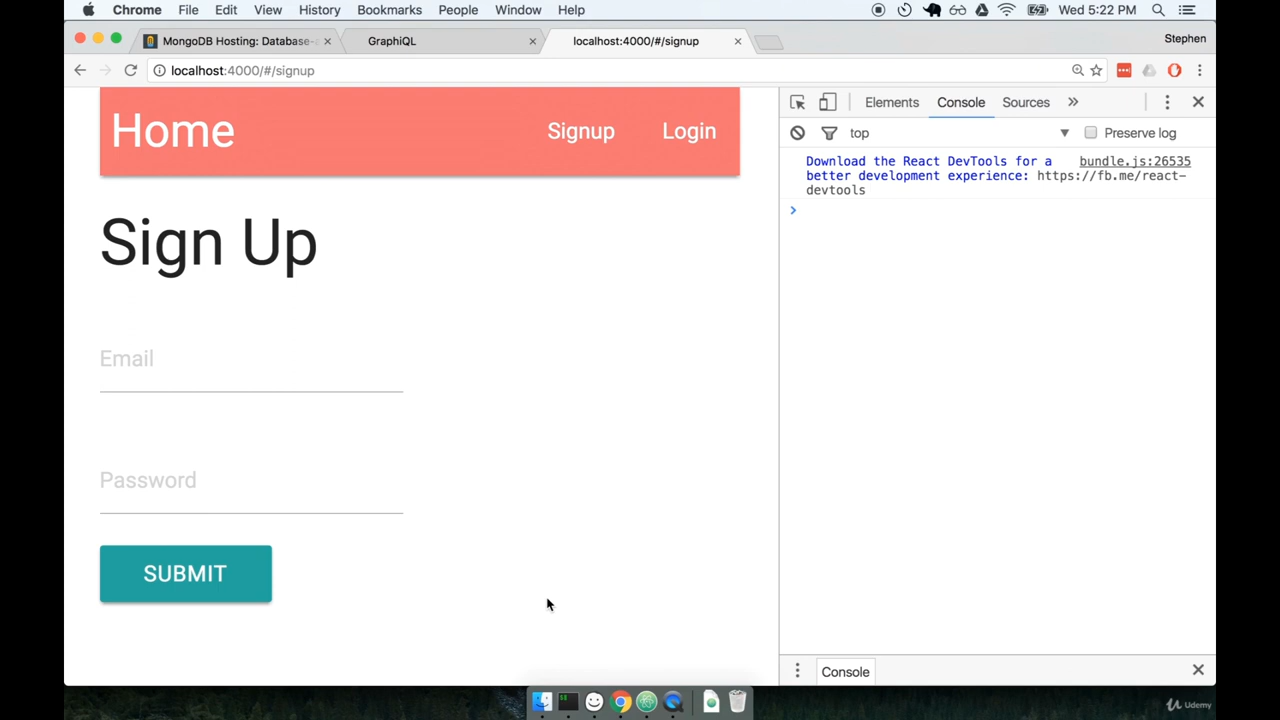 Chrome File Edit View History Bookmarks People Window Help Wed 5:22 PM
MongoDB Hosting: Database- GraphiQL localhost:4000/#/signup Stephen
localhost:4000/#/signup
Home Signup Login
Sign Up
Email
Password
SUBMIT
Elements Console Sources
top Preserve log
Download the React DevTools for a bundle.js:26535
better development experience: https://fb.me/react-
devtools
Console
Udemy